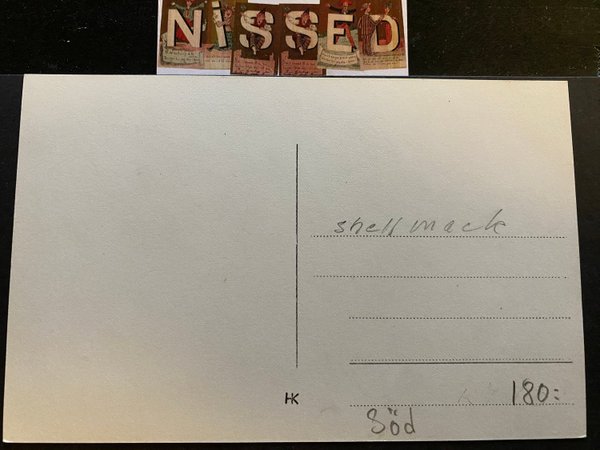 NISSED
shell mack
180:
HK
Söd